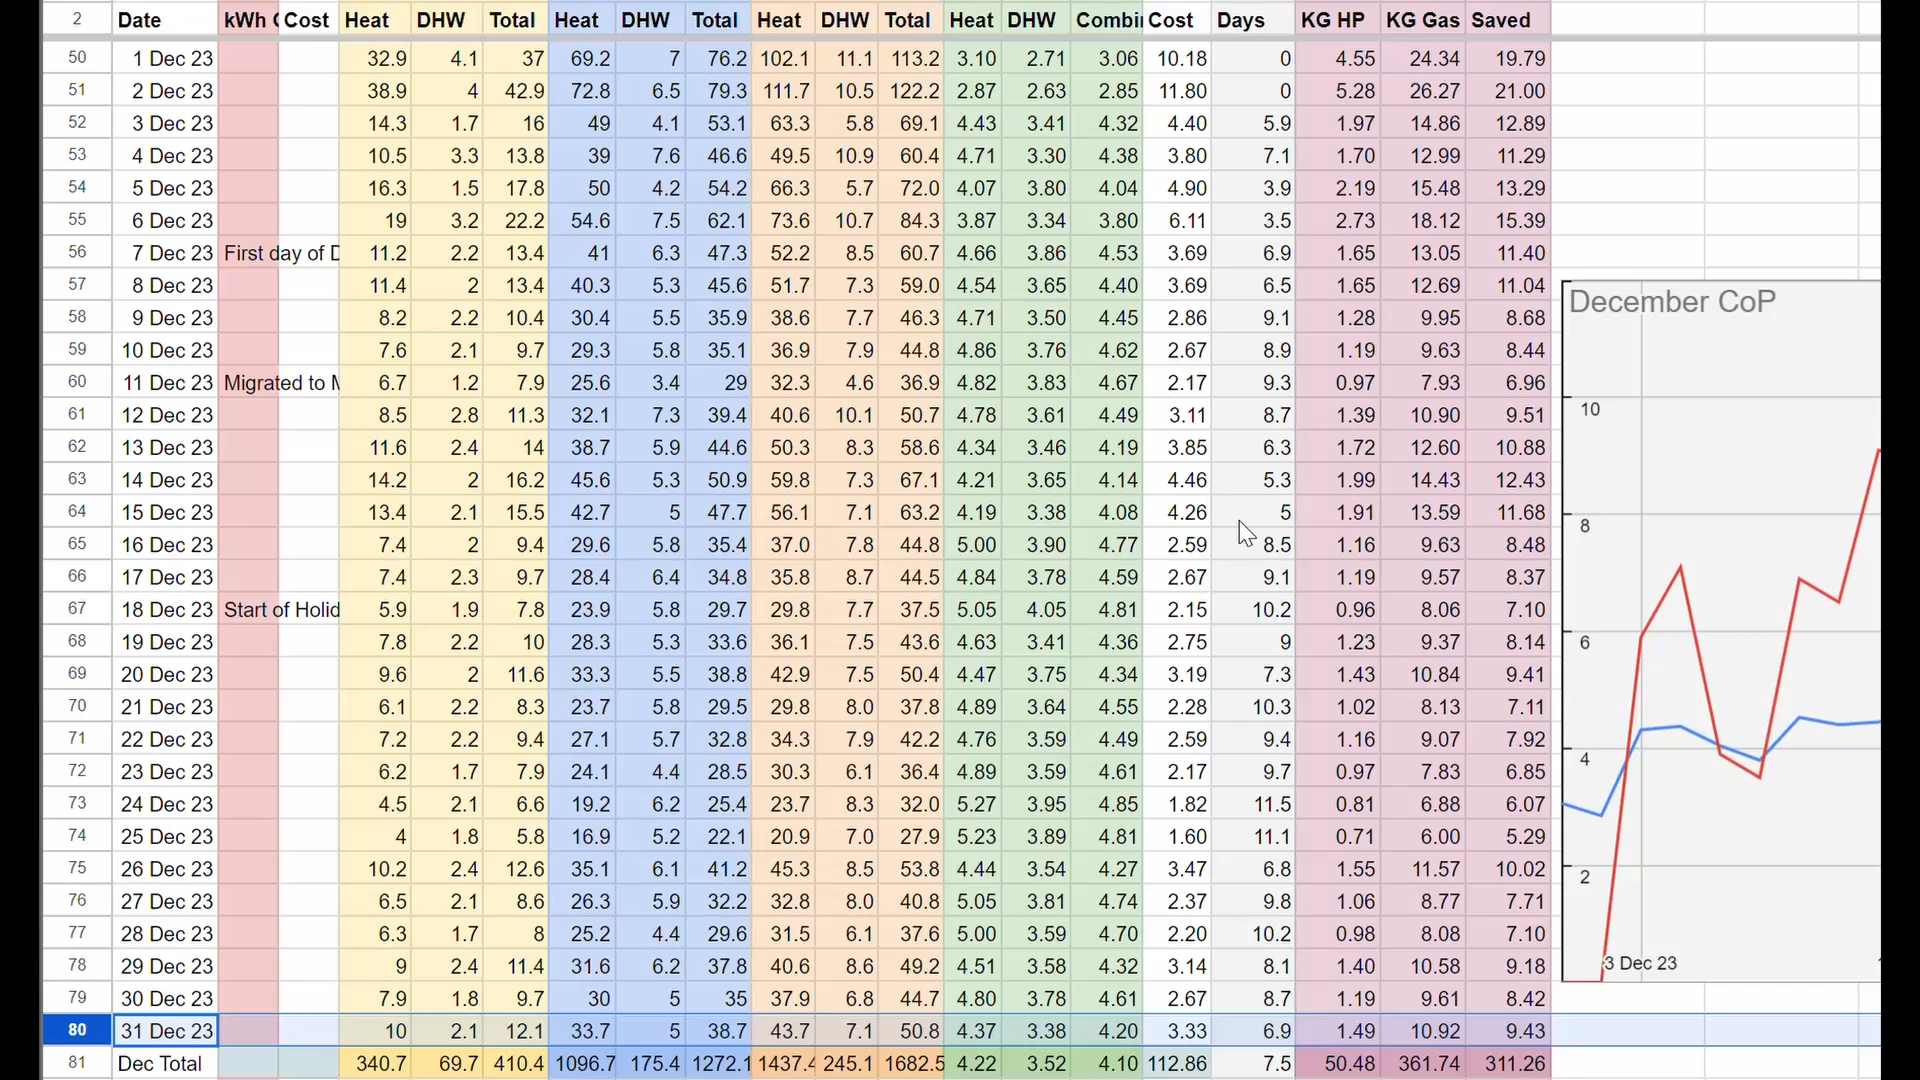 2 Date kWh Cost Heat DHW Total Heat DHW Total Heat DHW Total Heat DHW Combi Cost Days KG HP KG Gas Saved
50 1 Dec 23 32.9 4.1 37 69.2 7 76.2 102.1 11.1 113.2 3.10 2.71 3.06 10.18 0 4.55 24.34 19.79
51 2 Dec 23 38.9 4 42.9 72.8 6.5 79.3 111.7 10.5 122.2 2.87 2.63 2.85 11.80 0 5.28 26.27 21.00
52 3 Dec 23 14.3 1.7 16 49 4.1 53.1 63.3 5.8 69.1 4.43 3.41 4.32 4.40 5.9 1.97 14.86 12.89
53 4 Dec 23 10.5 3.3 13.8 39 7.6 46.6 49.5 10.9 60.4 4.71 3.30 4.38 3.80 7.1 1.70 12.99 11.29
54 5 Dec 23 16.3 1.5 17.8 50 4.2 54.2 66.3 5.7 72.0 4.07 3.80 4.04 4.90 3.9 2.19 15.48 13.29
55 6 Dec 23 19 3.2 22.2 54.6 7.5 62.1 73.6 10.7 84.3 3.87 3.34 3.80 6.11 3.5 2.73 18.12 15.39
56 7 Dec 23 First day of D 11.2 2.2 13.4 41 6.3 47.3 52.2 8.5 60.7 4.66 3.86 4.53 3.69 6.9 1.65 13.05 11.40
57 8 Dec 23 11.4 2 13.4 40.3 5.3 45.6 51.7 7.3 59.0 4.54 3.65 4.40 3.69 6.5 1.65 12.69 11.04
58 9 Dec 23 8.2 2.2 10.4 30.4 5.5 35.9 38.6 7.7 46.3 4.71 3.50 4.45 2.86 9.1 1.28 9.95 8.68
59 10 Dec 23 7.6 2.1 9.7 29.3 5.8 35.1 36.9 7.9 44.8 4.86 3.76 4.62 2.67 8.9 1.19 9.63 8.44
60 11 Dec 23 Migrated to M 6.7 1.2 7.9 25.6 3.4 29 32.3 4.6 36.9 4.82 3.83 4.67 2.17 9.3 0.97 7.93 6.96
61 12 Dec 23 8.5 2.8 11.3 32.1 7.3 39.4 40.6 10.1 50.7 4.78 3.61 4.49 3.11 8.7 1.39 10.90 9.51
62 13 Dec 23 11.6 2.4 14 38.7 5.9 44.6 50.3 8.3 58.6 4.34 3.46 4.19 3.85 6.3 1.72 12.60 10.88
63 14 Dec 23 14.2 2 16.2 45.6 5.3 50.9 59.8 7.3 67.1 4.21 3.65 4.14 4.46 5.3 1.99 14.43 12.43
64 15 Dec 23 13.4 2.1 15.5 42.7 5 47.7 56.1 7.1 63.2 4.19 3.38 4.08 4.26 5 1.91 13.59 11.68
65 16 Dec 23 7.4 2 9.4 29.6 5.8 35.4 37.0 7.8 44.8 5.00 3.90 4.77 2.59 8.5 1.16 9.63 8.48
66 17 Dec 23 7.4 2.3 9.7 28.4 6.4 34.8 35.8 8.7 44.5 4.84 3.78 4.59 2.67 9.1 1.19 9.57 8.37
67 18 Dec 23 Start of Holid 5.9 1.9 7.8 23.9 5.8 29.7 29.8 7.7 37.5 5.05 4.05 4.81 2.15 10.2 0.96 8.06 7.10
68 19 Dec 23 7.8 2.2 10 28.3 5.3 33.6 36.1 7.5 43.6 4.63 3.41 4.36 2.75 9 1.23 9.37 8.14
69 20 Dec 23 9.6 2 11.6 33.3 5.5 38.8 42.9 7.5 50.4 4.47 3.75 4.34 3.19 7.3 1.43 10.84 9.41
70 21 Dec 23 6.1 2.2 8.3 23.7 5.8 29.5 29.8 8.0 37.8 4.89 3.64 4.55 2.28 10.3 1.02 8.13 7.11
71 22 Dec 23 7.2 2.2 9.4 27.1 5.7 32.8 34.3 7.9 42.2 4.76 3.59 4.49 2.59 9.4 1.16 9.07 7.92
72 23 Dec 23 6.2 1.7 7.9 24.1 4.4 28.5 30.3 6.1 36.4 4.89 3.59 4.61 2.17 9.7 0.97 7.83 6.85
73 24 Dec 23 4.5 2.1 6.6 19.2 6.2 25.4 23.7 8.3 32.0 5.27 3.95 4.85 1.82 11.5 0.81 6.88 6.07
74 25 Dec 23 4 1.8 5.8 16.9 5.2 22.1 20.9 7.0 27.9 5.23 3.89 4.81 1.60 11.1 0.71 6.00 5.29
75 26 Dec 23 10.2 2.4 12.6 35.1 6.1 41.2 45.3 8.5 53.8 4.44 3.54 4.27 3.47 6.8 1.55 11.57 10.02
76 27 Dec 23 6.5 2.1 8.6 26.3 5.9 32.2 32.8 8.0 40.8 5.05 3.81 4.74 2.37 9.8 1.06 8.77 7.71
77 28 Dec 23 6.3 1.7 8 25.2 4.4 29.6 31.5 6.1 37.6 5.00 3.59 4.70 2.20 10.2 0.98 8.08 7.10
78 29 Dec 23 9 2.4 11.4 31.6 6.2 37.8 40.6 8.6 49.2 4.51 3.58 4.32 3.14 8.1 1.40 10.58 9.18
79 30 Dec 23 7.9 1.8 9.7 30 5 35 37.9 6.8 44.7 4.80 3.78 4.61 2.67 8.7 1.19 9.61 8.42
80 31 Dec 23 10 2.1 12.1 33.7 5 38.7 43.7 7.1 50.8 4.37 3.38 4.20 3.33 6.9 1.49 10.92 9.43
81 Dec Total 340.7 69.7 410.4 1096.7 175.4 1272.1 1437.4 245.1 1682.5 4.22 3.52 4.10 112.86 7.5 50.48 361.74 311.26
December CoP
10
8
6
4
2
3 Dec 23